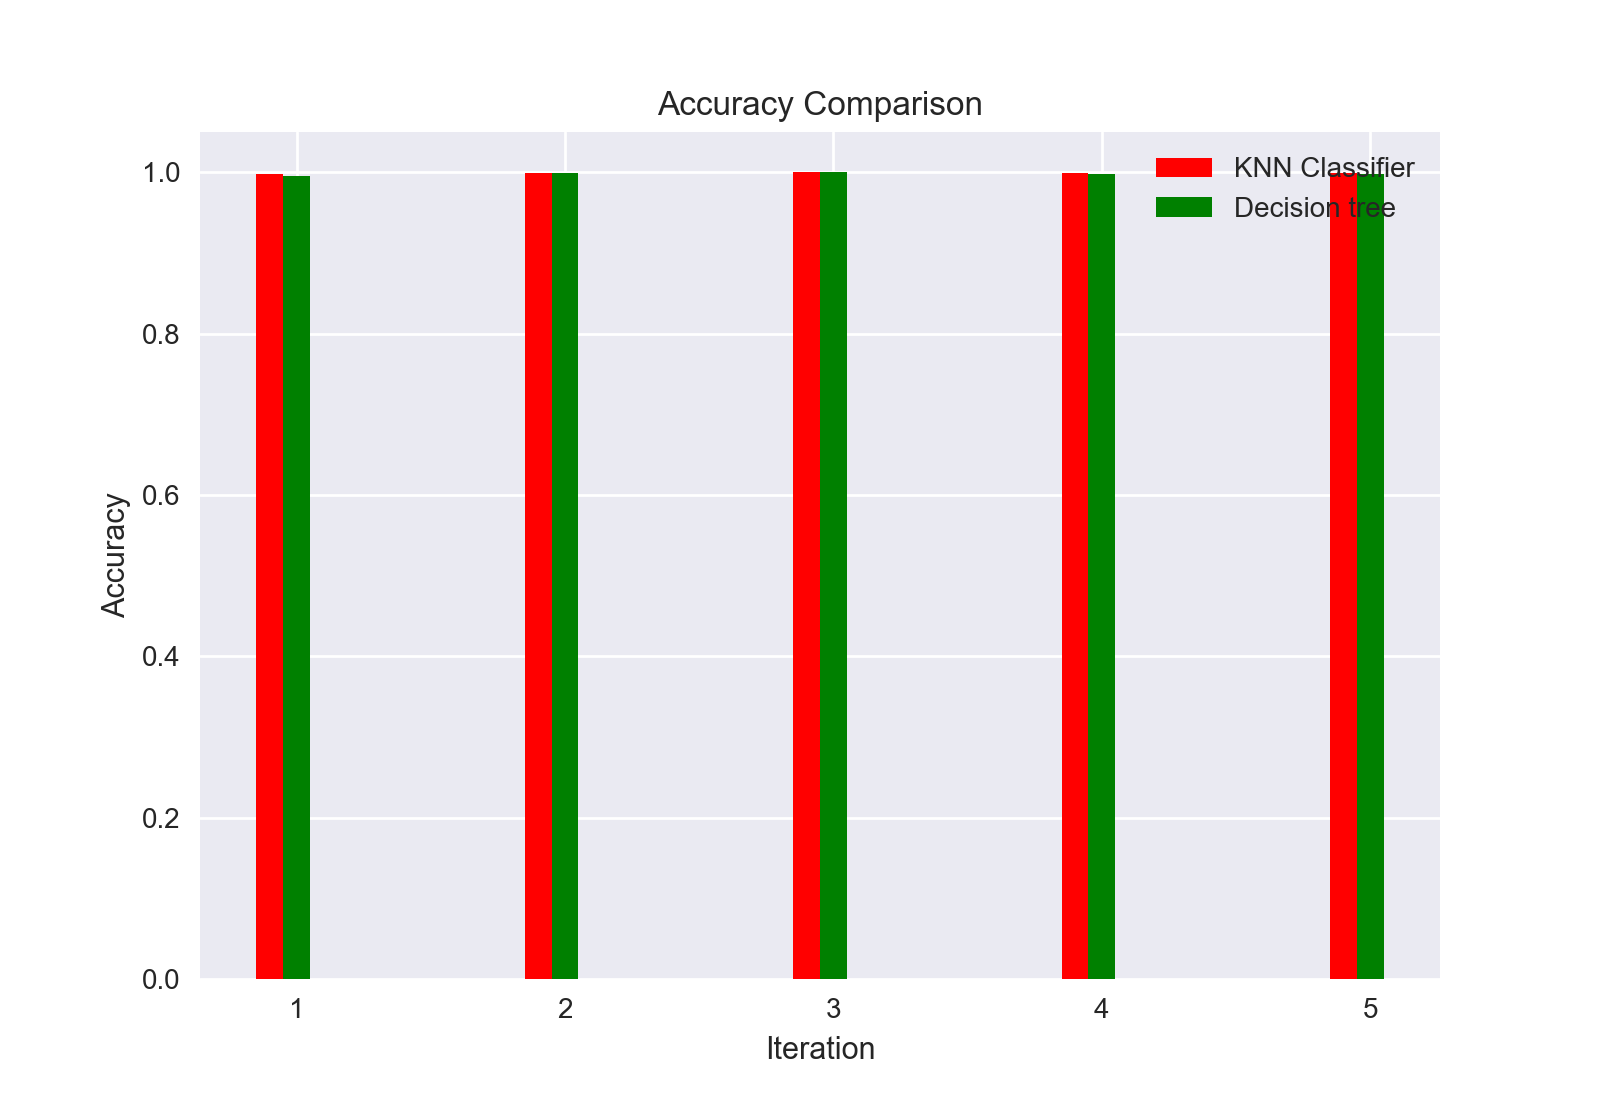 Accuracy Comparison
1.0
0.8
0.6
0.4
0.2
0.0
Accuracy
KNN Classifier
Decision tree
1 2 3 4 5
Iteration